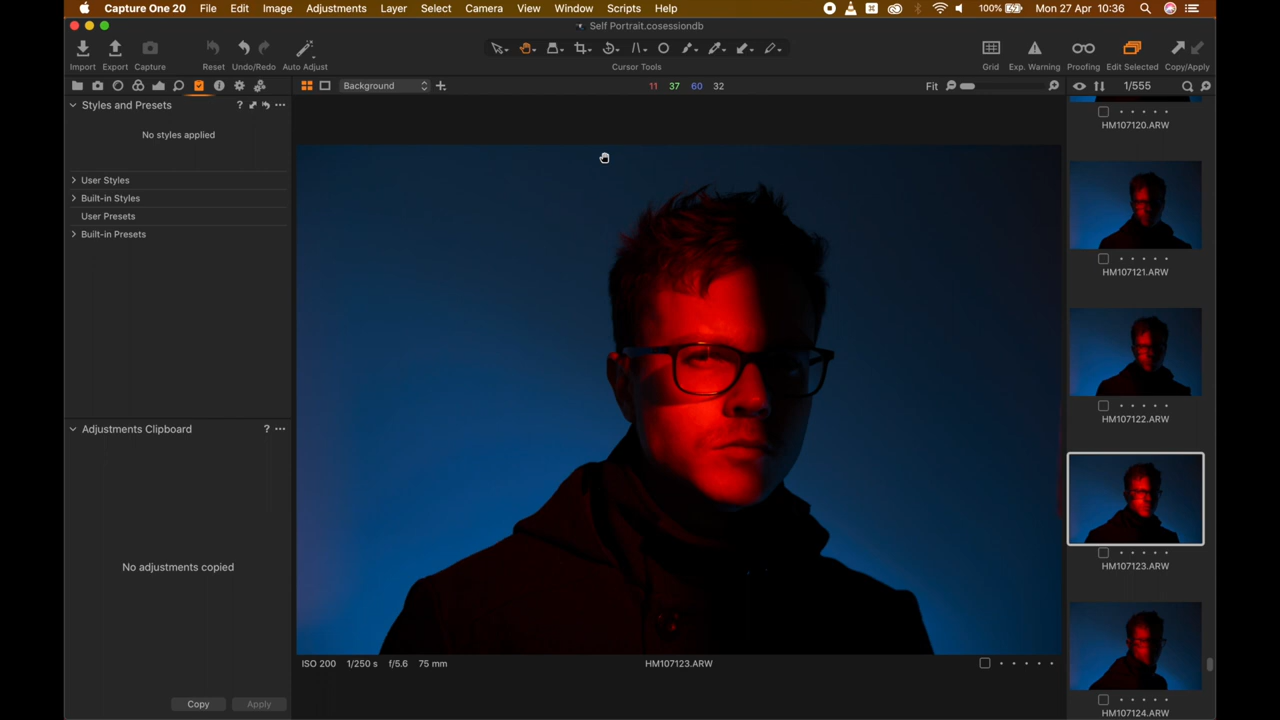 Capture One 20 File Edit Image Adjustments Layer Select Camera View Window Scripts Help 100% Mon 27 Apr 10:36
Self Portrait.cosessiondb
Import Export Capture Reset Undo/Redo Auto Adjust Cursor Tools Grid Exp. Warning Proofing Edit Selected Copy/Apply
Background 11 37 60 32 Fit 1/555
Styles and Presets ?
No styles applied
User Styles
Built-in Styles
User Presets
Built-in Presets
Adjustments Clipboard ?
No adjustments copied
Copy Apply
ISO 200 1/250 s f/5.6 75 mm HM107123.ARW
HM107120.ARW
HM107121.ARW
HM107122.ARW
HM107123.ARW
HM107124.ARW